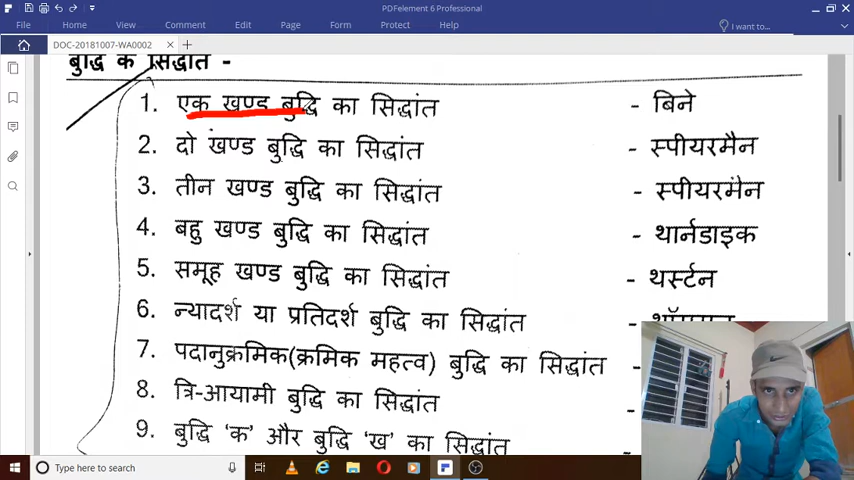 PDFelement 6 Professional
File Home View Comment Edit Page Protect Help I want to...
DOC-20181007-WA0002
बुद्धि के सिद्धांत -
1. एक खण्ड बुद्धि का सिद्धांत - बिने
2. दो खण्ड बुद्धि का सिद्धांत - स्पीयरमैन
3. तीन खण्ड बुद्धि का सिद्धांत - स्पीयरमैन
4. बहु खण्ड बुद्धि का सिद्धांत - थार्नडाइक
5. समूह खण्ड बुद्धि का सिद्धांत - थर्स्टन
6. न्यादर्श या प्रतिदर्श बुद्धि का सिद्धांत -
7. पदानुक्रमिक(क्रमिक महत्व) बुद्धि का सिद्धांत -
8. त्रि-आयामी बुद्धि का सिद्धांत -
9. बुद्धि 'क' और बुद्धि 'ख' का सिद्धांत -
Type here to search